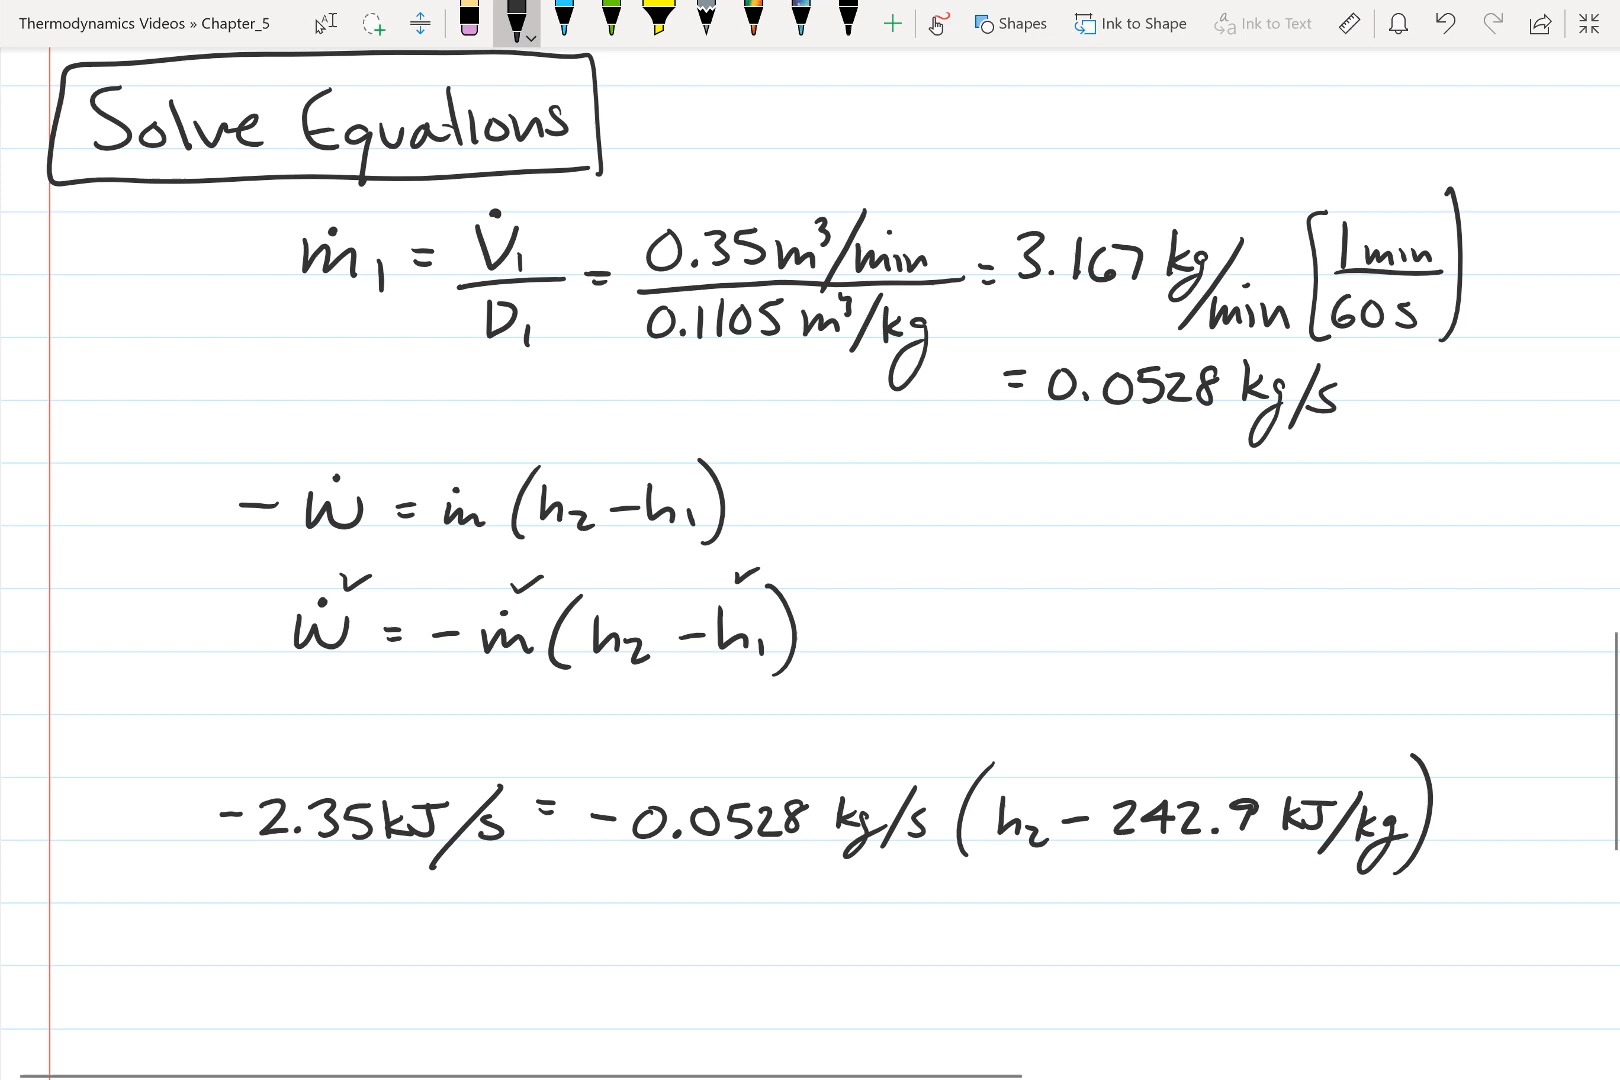 Thermodynamics Videos » Chapter_5 Shapes Ink to Shape Ink to Text
Solve Equations
ṁ₁ = V̇₁/υ₁ = 0.35 m³/min / 0.1105 m³/kg = 3.167 kg/min [1 min/60 s]
= 0.0528 kg/s
- Ẇ = ṁ (h₂ - h₁)
✓ ✓ ✓
Ẇ = - ṁ (h₂ - h₁)
- 2.35 kJ/s = - 0.0528 kg/s (h₂ - 242.9 kJ/kg)